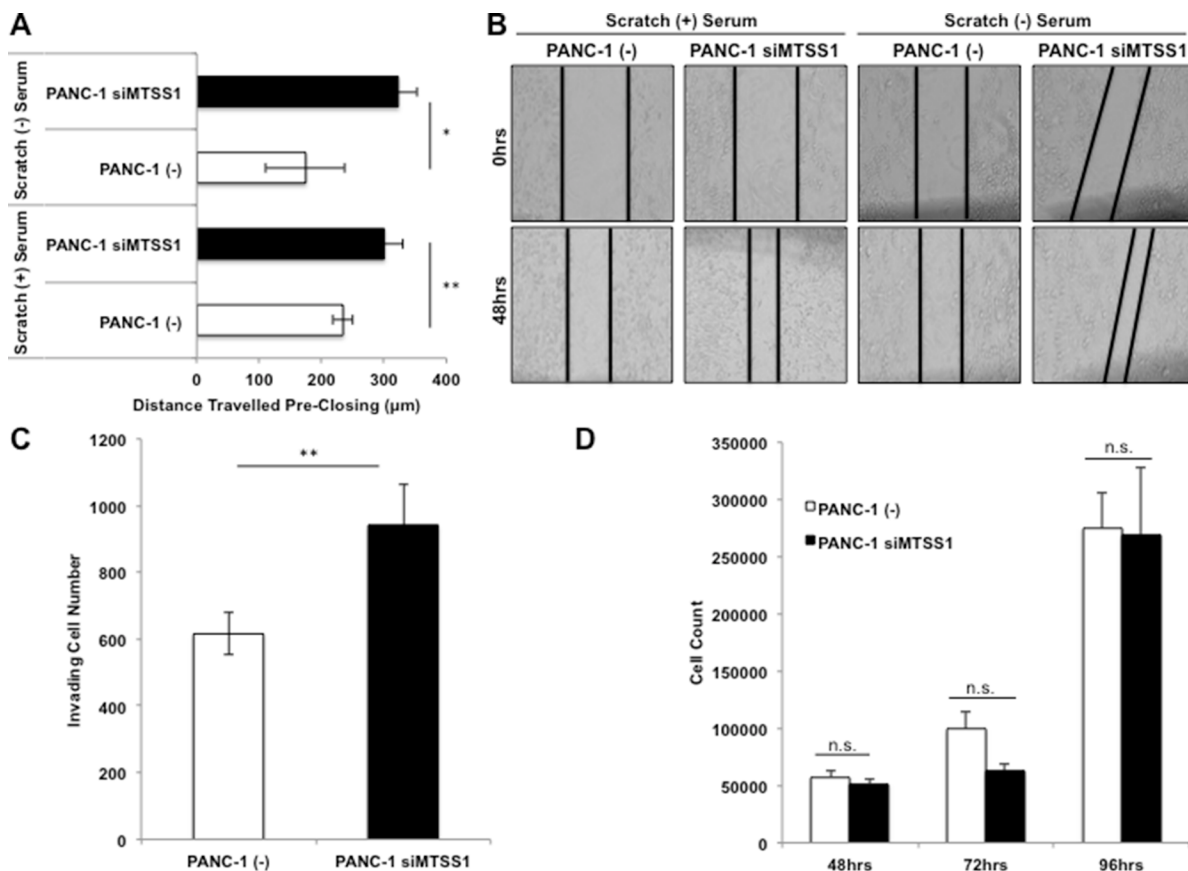 A
Scratch (-) Serum
PANC-1 siMTSS1
*
PANC-1 (-)
Scratch (+) Serum
PANC-1 siMTSS1
**
PANC-1 (-)
0 100 200 300 400
Distance Travelled Pre-Closing (µm)
B
Scratch (+) Serum Scratch (-) Serum
PANC-1 (-) PANC-1 siMTSS1 PANC-1 (-) PANC-1 siMTSS1
0hrs
48hrs
C
1200
1000
800
600
400
200
0
Invading Cell Number
**
PANC-1 (-) PANC-1 siMTSS1
D
350000
300000
250000
200000
150000
100000
50000
0
Cell Count
PANC-1 (-)
PANC-1 siMTSS1
n.s.
n.s.
n.s.
48hrs 72hrs 96hrs